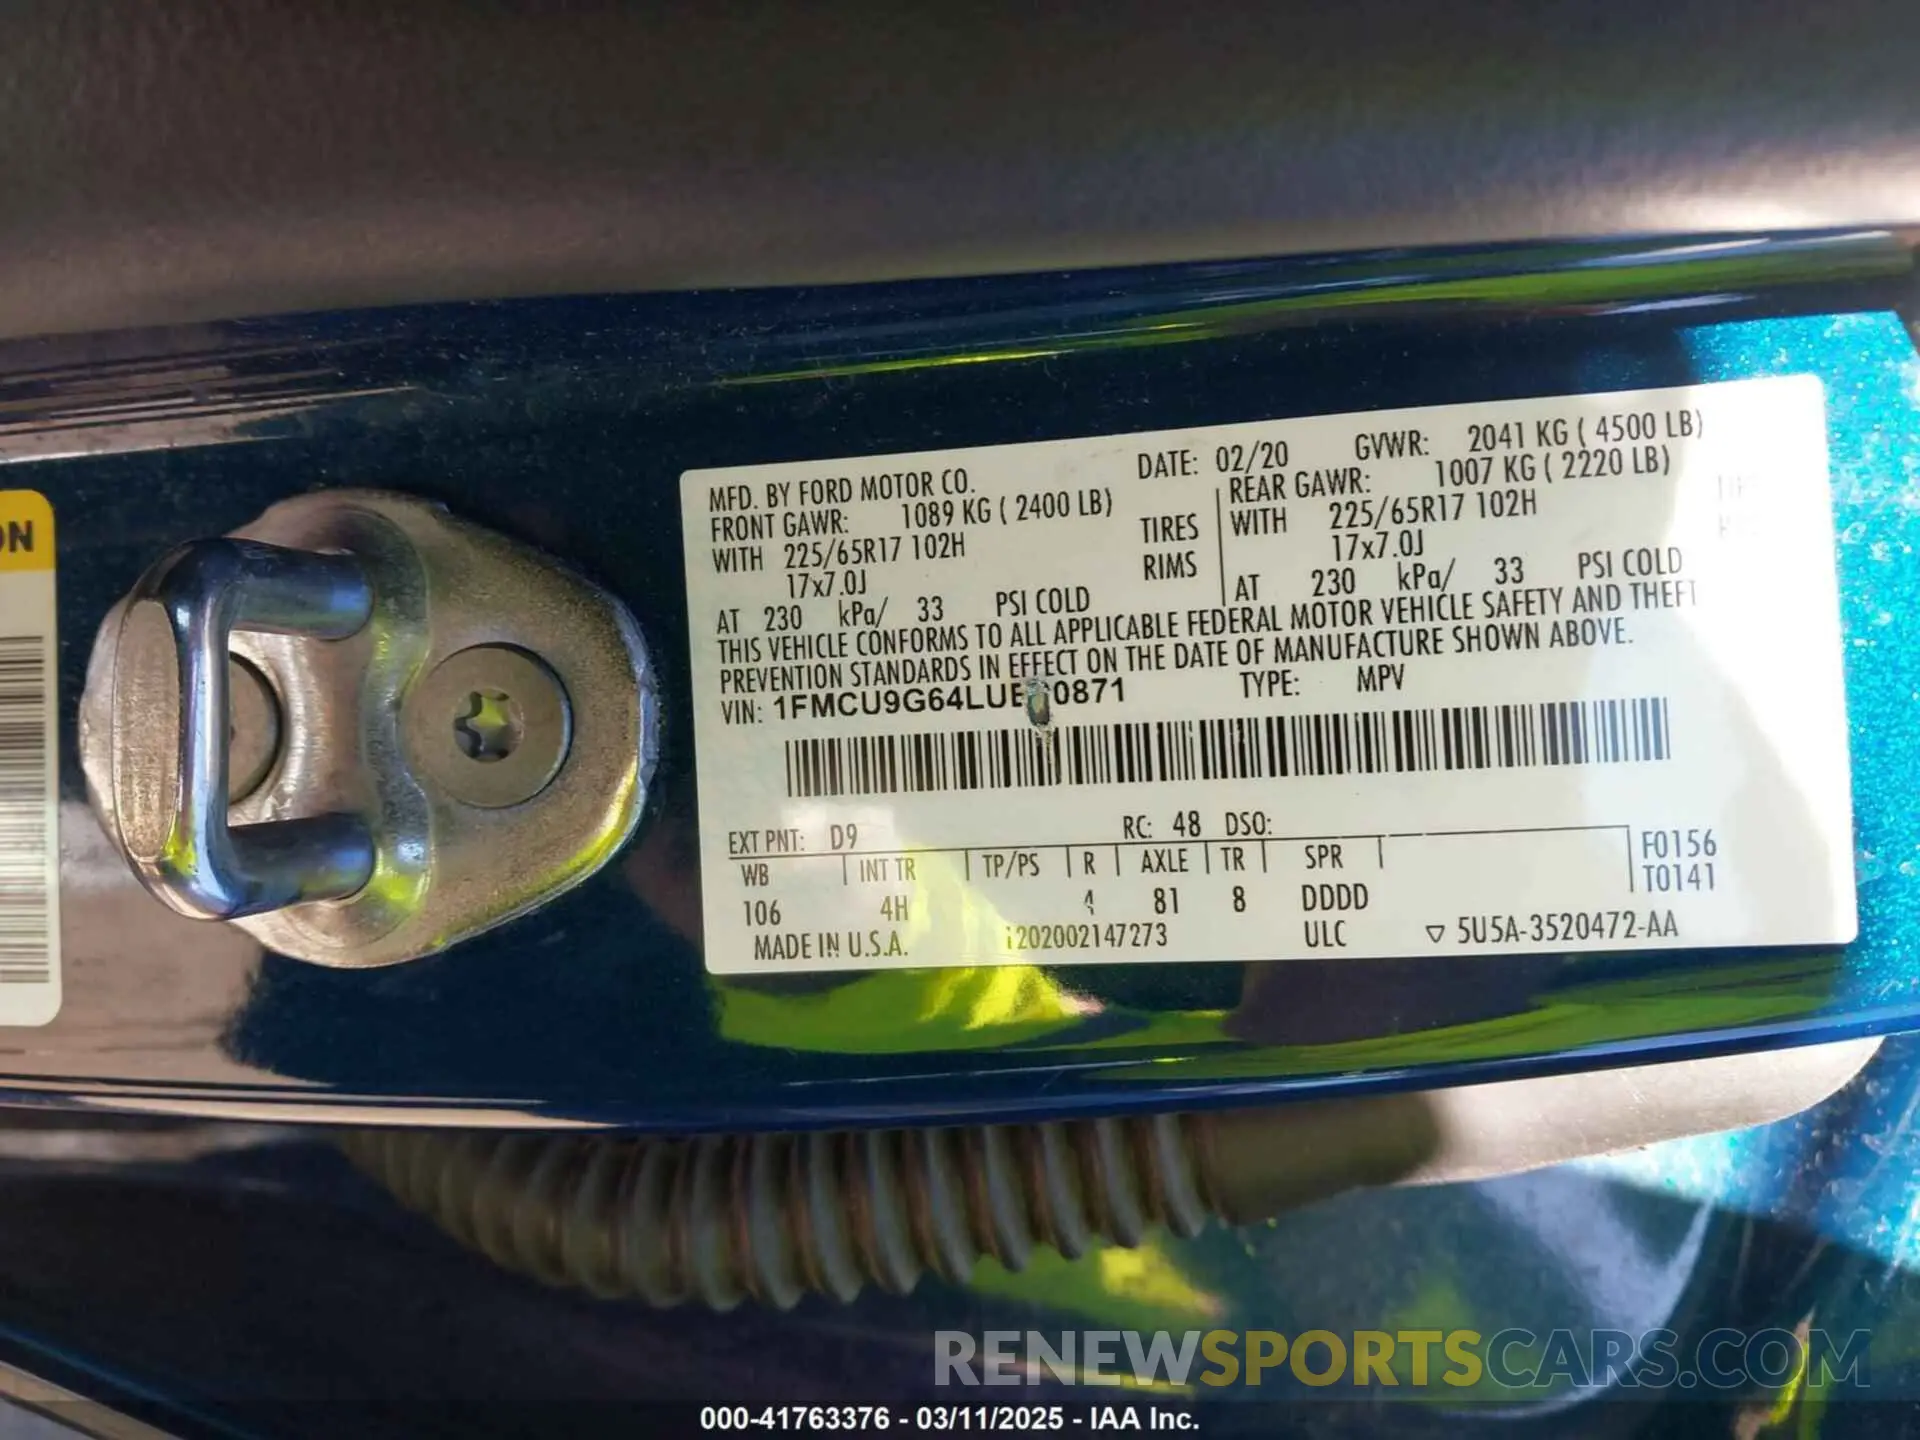 ON
MFD. BY FORD MOTOR CO. DATE: 02/20 GVWR: 2041 KG ( 4500 LB)
FRONT GAWR: 1089 KG ( 2400 LB) REAR GAWR: 1007 KG ( 2220 LB)
WITH 225/65R17 102H TIRES WITH 225/65R17 102H
17x7.0J RIMS 17x7.0J
AT 230 kPa/ 33 PSI COLD AT 230 kPa/ 33 PSI COLD
THIS VEHICLE CONFORMS TO ALL APPLICABLE FEDERAL MOTOR VEHICLE SAFETY AND THEFT
PREVENTION STANDARDS IN EFFECT ON THE DATE OF MANUFACTURE SHOWN ABOVE.
VIN: TYPE: MPV
EXT PNT: D9 RC: 48 DSO:
WB INT TR TP/PS R AXLE TR SPR F0156
106 4H 4 81 8 DDDD T0141
MADE IN U.S.A. 202002147273 ULC ▽ 5U5A-3520472-AA
RENEWSPORTSCARS.COM
000-41763376 - 03/11/2025 - IAA Inc.